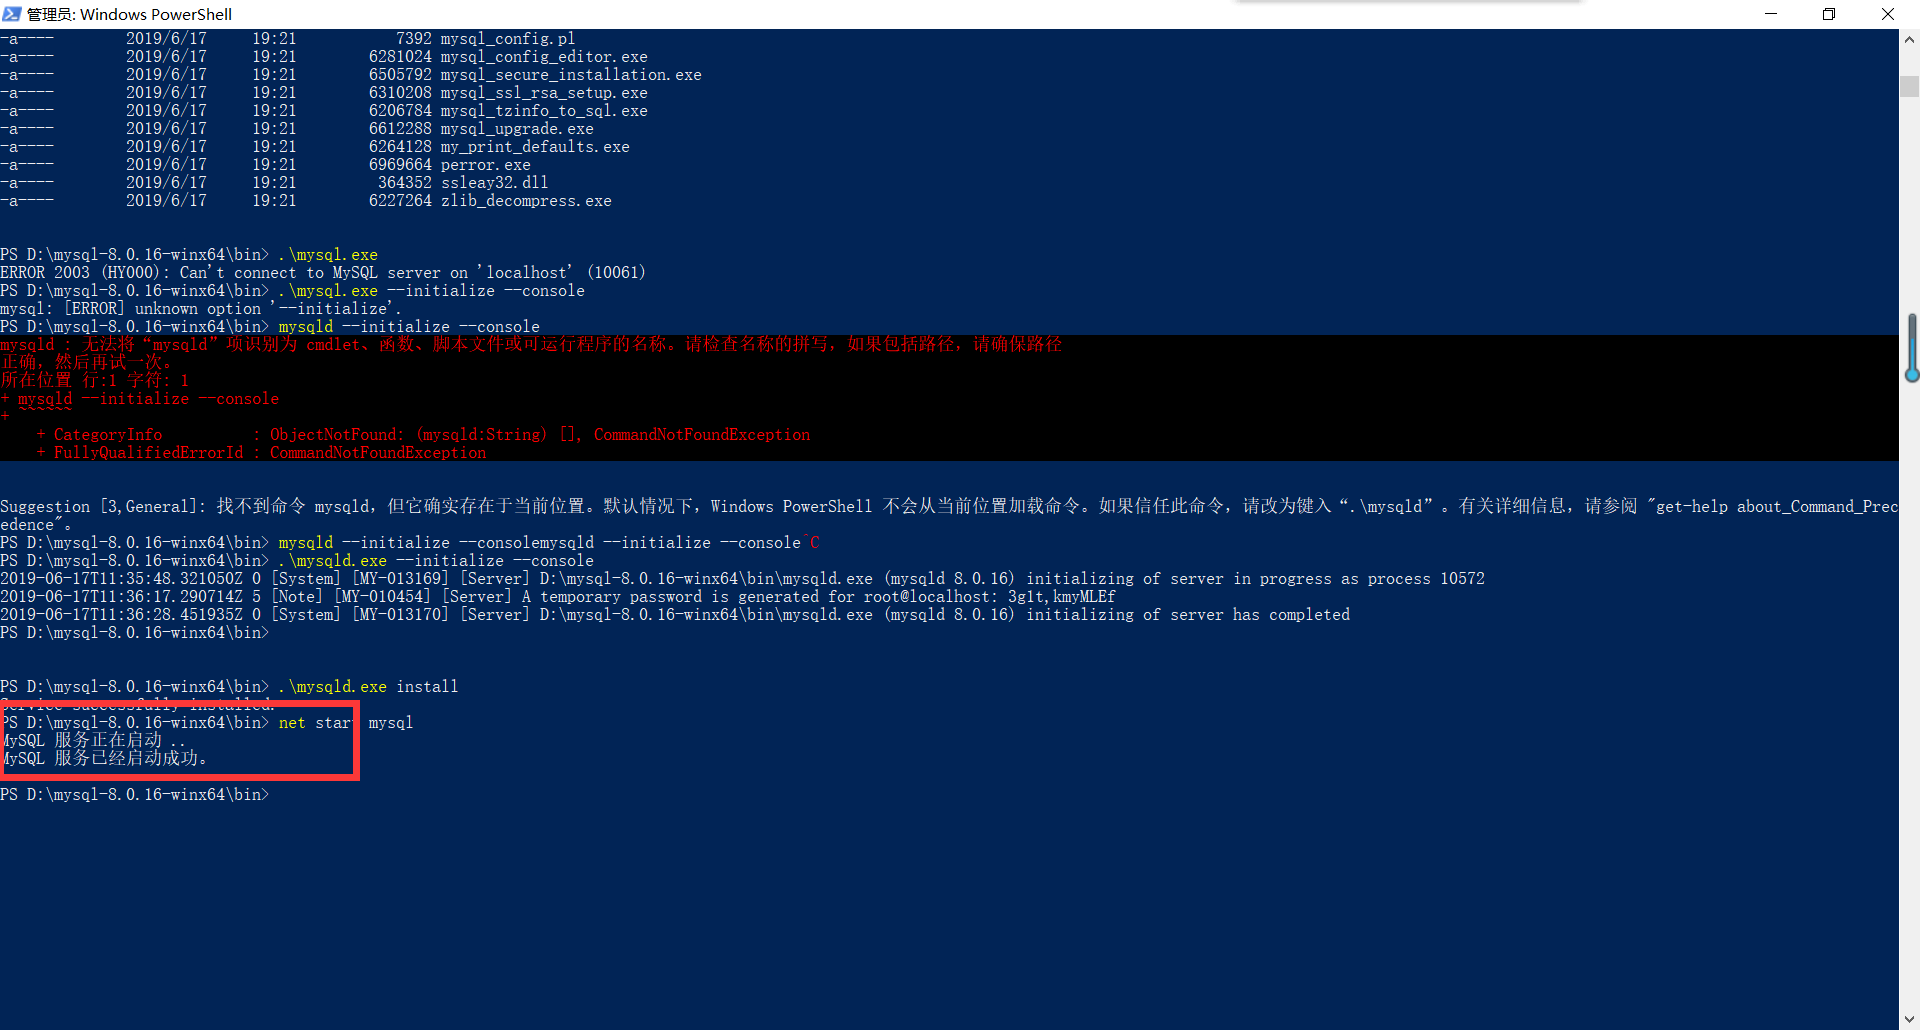 管理员: Windows PowerShell
-a---- 2019/6/17 19:21 7392 mysql_config.pl
-a---- 2019/6/17 19:21 6281024 mysql_config_editor.exe
-a---- 2019/6/17 19:21 6505792 mysql_secure_installation.exe
-a---- 2019/6/17 19:21 6310208 mysql_ssl_rsa_setup.exe
-a---- 2019/6/17 19:21 6206784 mysql_tzinfo_to_sql.exe
-a---- 2019/6/17 19:21 6612288 mysql_upgrade.exe
-a---- 2019/6/17 19:21 6264128 my_print_defaults.exe
-a---- 2019/6/17 19:21 6969664 perror.exe
-a---- 2019/6/17 19:21 364352 ssleay32.dll
-a---- 2019/6/17 19:21 6227264 zlib_decompress.exe
PS D:\mysql-8.0.16-winx64\bin> .\mysql.exe
ERROR 2003 (HY000): Can't connect to MySQL server on 'localhost' (10061)
PS D:\mysql-8.0.16-winx64\bin> .\mysql.exe --initialize --console
mysql: [ERROR] unknown option '--initialize'.
PS D:\mysql-8.0.16-winx64\bin> mysqld --initialize --console
mysqld : 无法将“mysqld”项识别为 cmdlet、函数、脚本文件或可运行程序的名称。请检查名称的拼写，如果包括路径，请确保路径
正确，然后再试一次。
所在位置 行:1 字符: 1
+ mysqld --initialize --console
+ ~~~~~~
+ CategoryInfo : ObjectNotFound: (mysqld:String) [], CommandNotFoundException
+ FullyQualifiedErrorId : CommandNotFoundException
Suggestion [3,General]: 找不到命令 mysqld，但它确实存在于当前位置。默认情况下，Windows PowerShell 不会从当前位置加载命令。如果信任此命令，请改为键入“.\mysqld”。有关详细信息，请参阅 "get-help about_Command_Prec
edence"。
PS D:\mysql-8.0.16-winx64\bin> mysqld --initialize --consolemysqld --initialize --console^C
PS D:\mysql-8.0.16-winx64\bin> .\mysqld.exe --initialize --console
2019-06-17T11:35:48.321050Z 0 [System] [MY-013169] [Server] D:\mysql-8.0.16-winx64\bin\mysqld.exe (mysqld 8.0.16) initializing of server in progress as process 10572
2019-06-17T11:36:17.290714Z 5 [Note] [MY-010454] [Server] A temporary password is generated for root@localhost: 3g1t,kmyMLEf
2019-06-17T11:36:28.451935Z 0 [System] [MY-013170] [Server] D:\mysql-8.0.16-winx64\bin\mysqld.exe (mysqld 8.0.16) initializing of server has completed
PS D:\mysql-8.0.16-winx64\bin>
PS D:\mysql-8.0.16-winx64\bin> .\mysqld.exe install
Service successfully installed.
PS D:\mysql-8.0.16-winx64\bin> net start mysql
MySQL 服务正在启动 ..
MySQL 服务已经启动成功。
PS D:\mysql-8.0.16-winx64\bin>